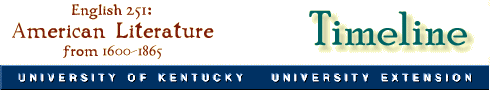 English 251:
American Literature
from 1600-1865
Timeline
UNIVERSITY OF KENTUCKY UNIVERSITY EXTENSION